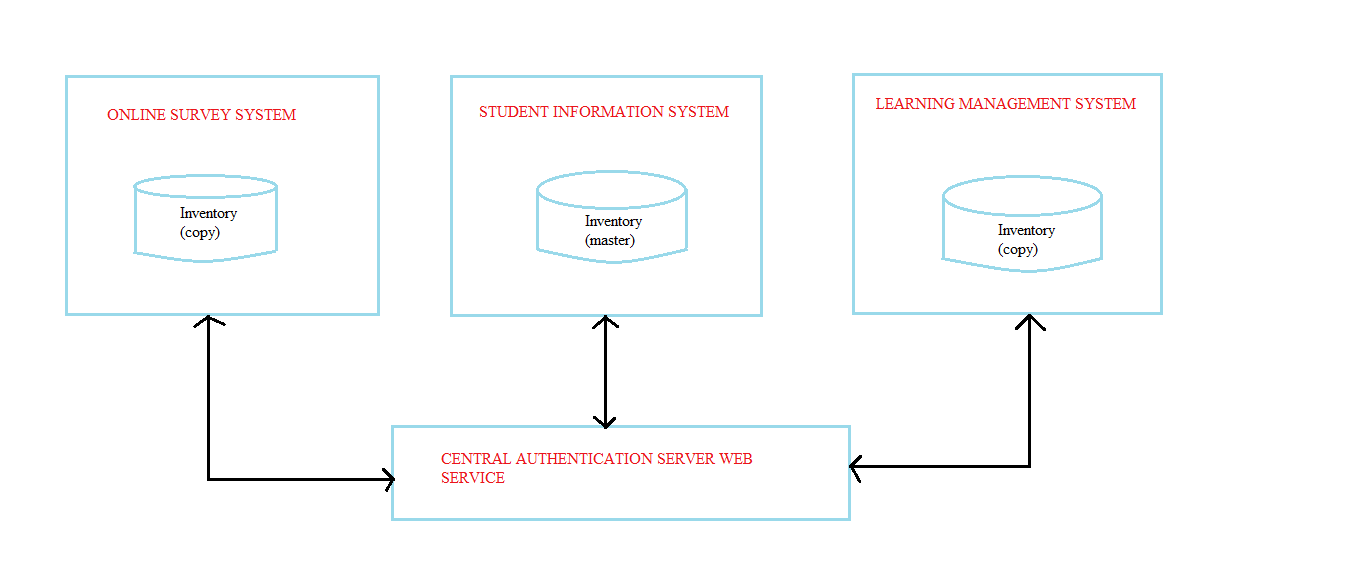 ONLINE SURVEY SYSTEM
Inventory
(copy)
STUDENT INFORMATION SYSTEM
Inventory
(master)
LEARNING MANAGEMENT SYSTEM
Inventory
(copy)
CENTRAL AUTHENTICATION SERVER WEB
SERVICE